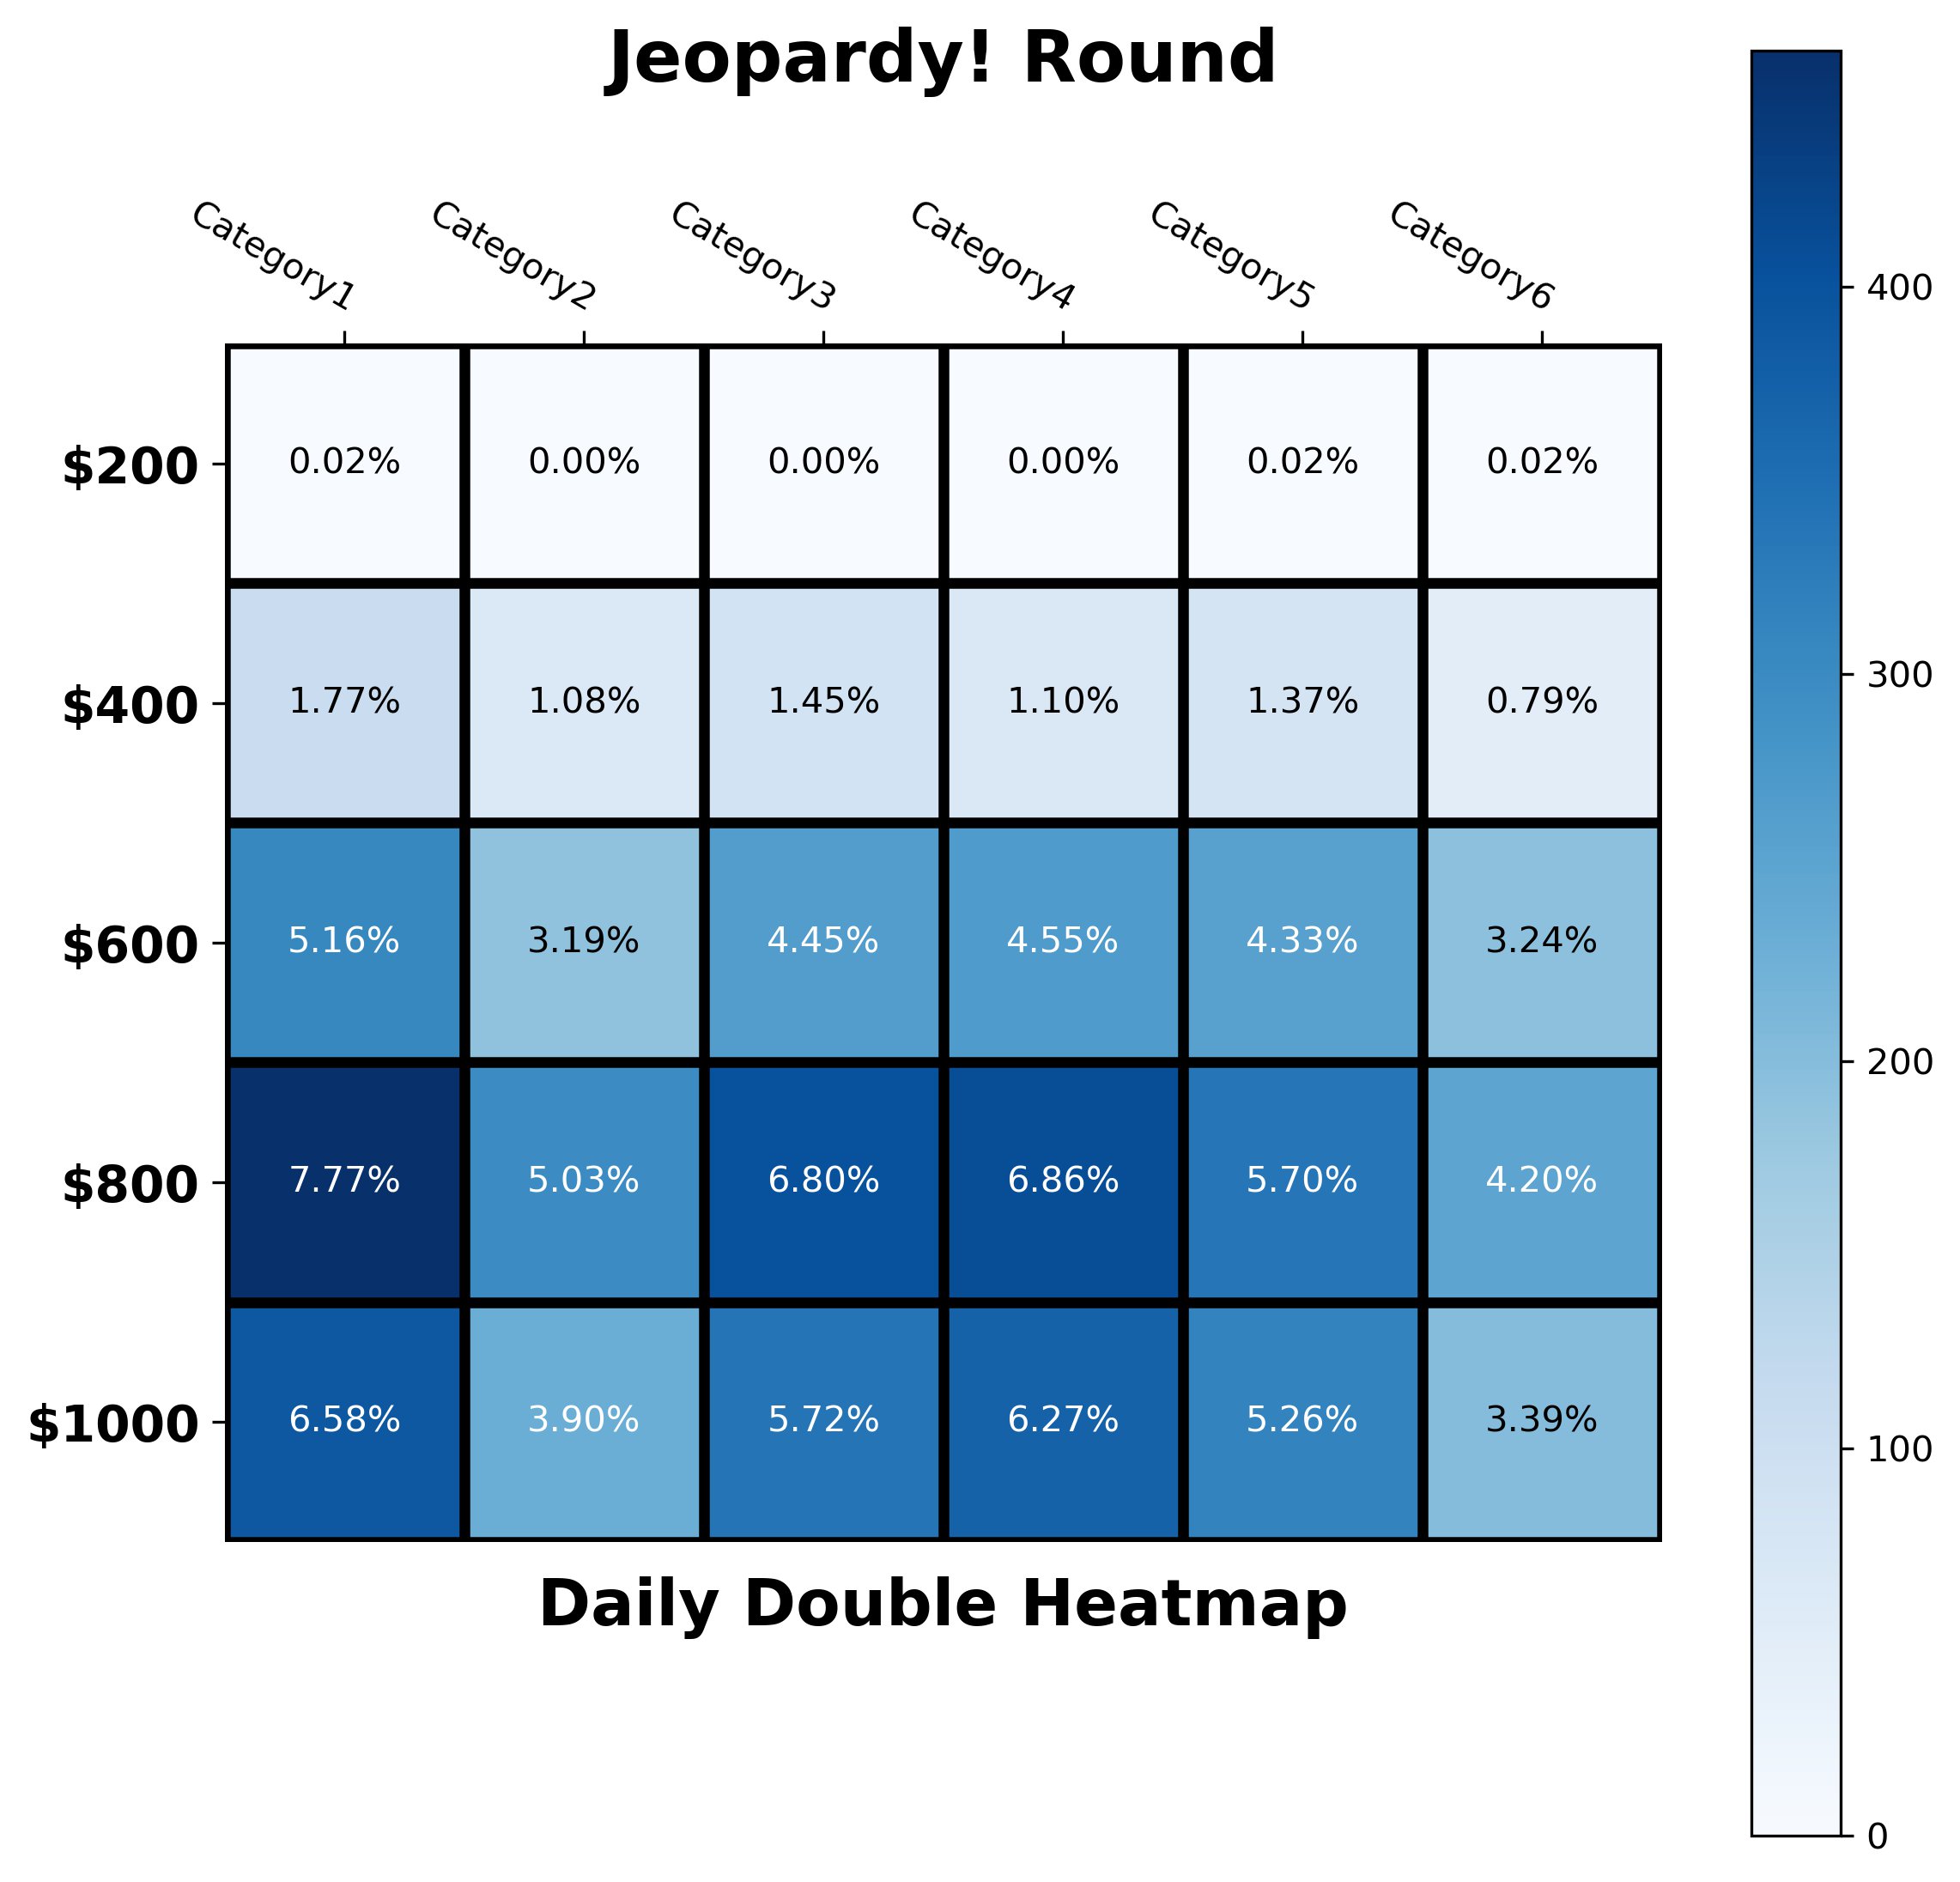 Jeopardy! Round
Category1 Category2 Category3 Category4 Category5 Category6
$200 0.02% 0.00% 0.00% 0.00% 0.02% 0.02%
$400 1.77% 1.08% 1.45% 1.10% 1.37% 0.79%
$600 5.16% 3.19% 4.45% 4.55% 4.33% 3.24%
$800 7.77% 5.03% 6.80% 6.86% 5.70% 4.20%
$1000 6.58% 3.90% 5.72% 6.27% 5.26% 3.39%
Daily Double Heatmap
400
300
200
100
0